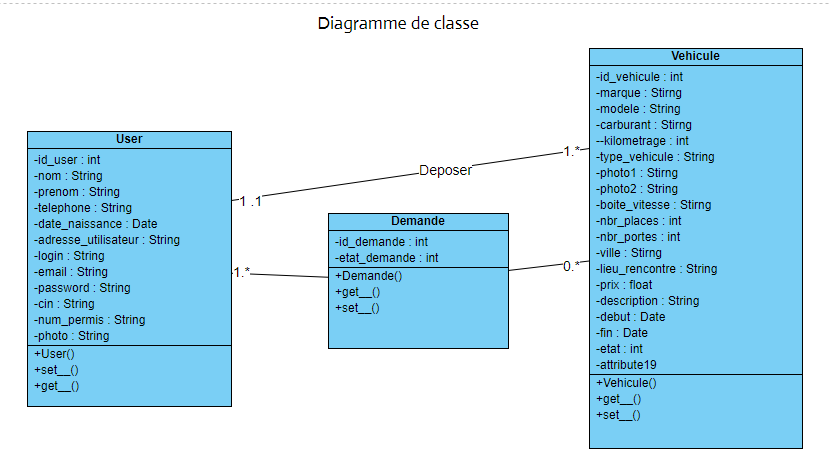 Diagramme de classe
User
-id_user : int
-nom : String
-prenom : String
-telephone : String
-date_naissance : Date
-adresse_utilisateur : String
-login : String
-email : String
-password : String
-cin : String
-num_permis : String
-photo : String
+User()
+set__()
+get__()
1 .1
Deposer
1.*
1.*
Demande
-id_demande : int
-etat_demande : int
+Demande()
+get__()
+set__()
0.*
Vehicule
-id_vehicule : int
-marque : Stirng
-modele : String
-carburant : Stirng
--kilometrage : int
-type_vehicule : String
-photo1 : Stirng
-photo2 : String
-boite_vitesse : Stirng
-nbr_places : int
-nbr_portes : int
-ville : Stirng
-lieu_rencontre : String
-prix : float
-description : String
-debut : Date
-fin : Date
-etat : int
-attribute19
+Vehicule()
+get__()
+set__()